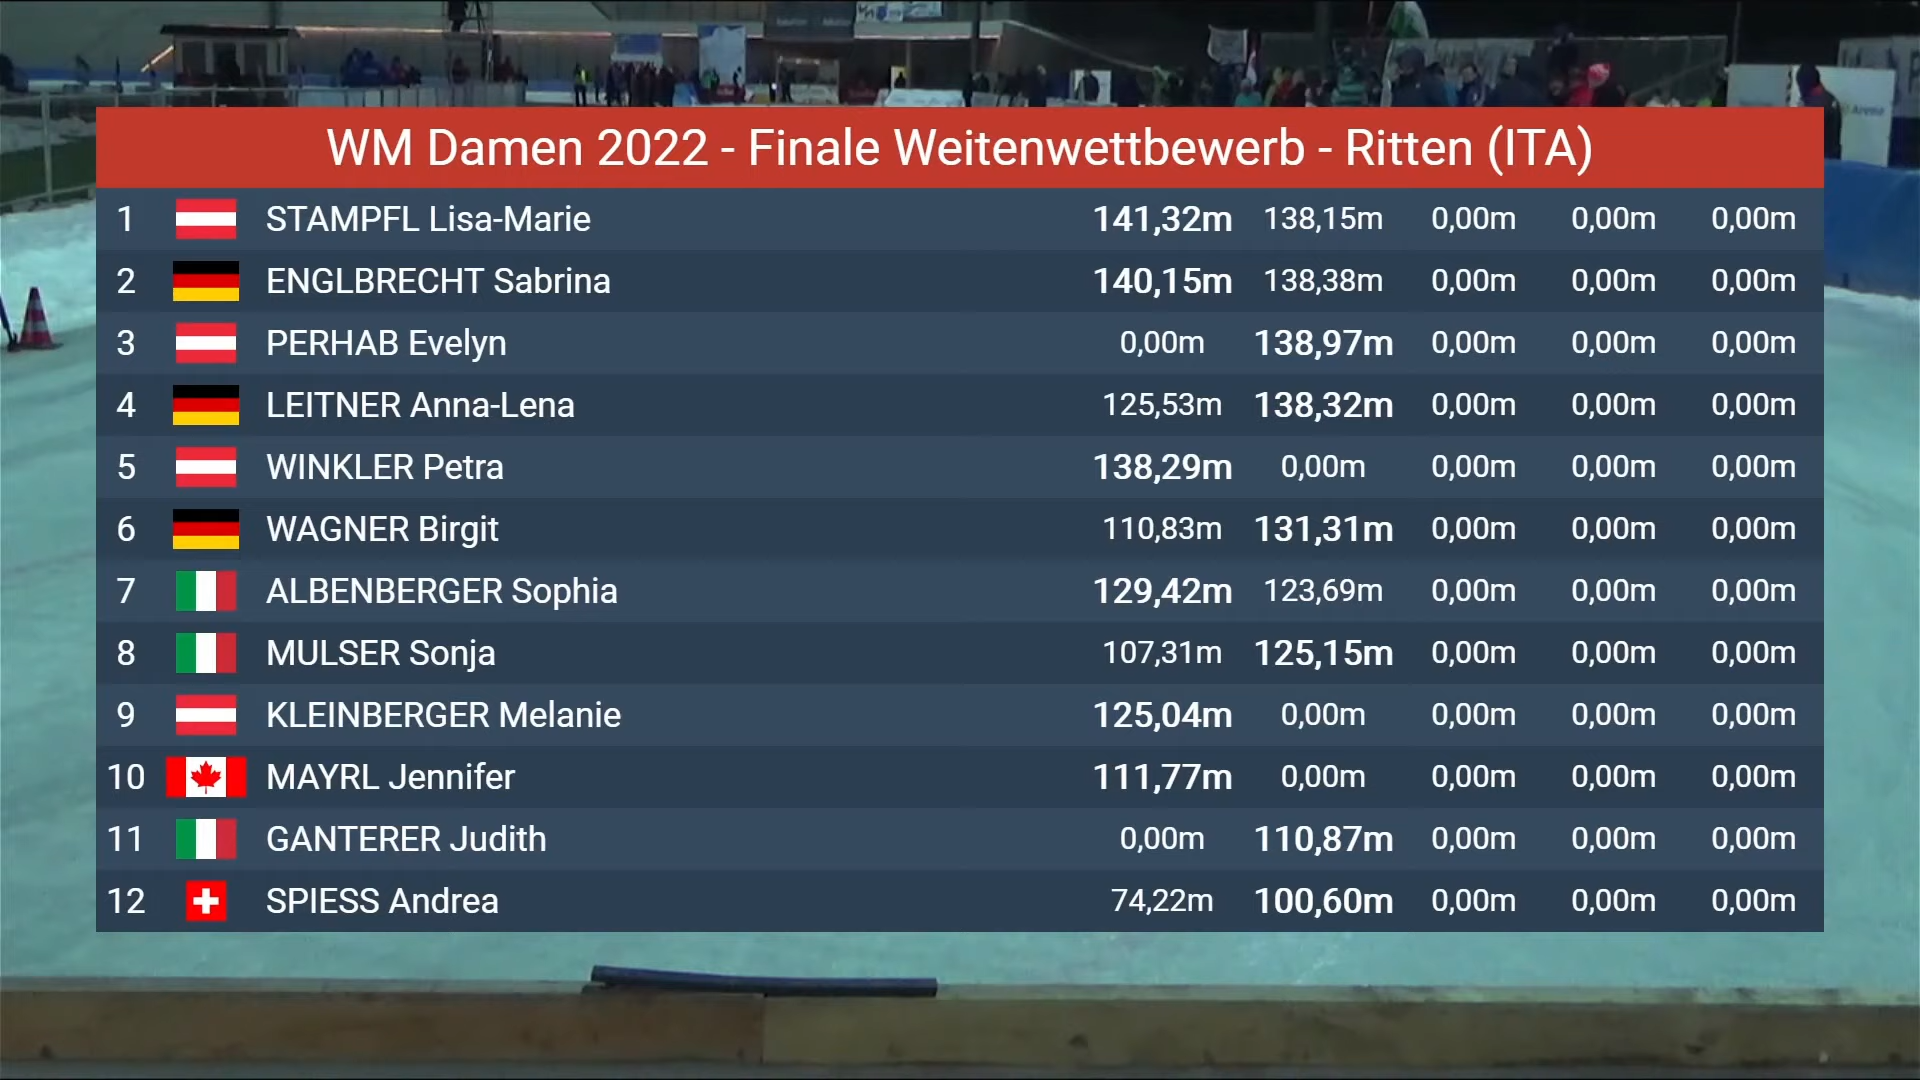 WM Damen 2022 - Finale Weitenwettbewerb - Ritten (ITA)
1 STAMPFL Lisa-Marie 141,32m 138,15m 0,00m 0,00m 0,00m
2 ENGLBRECHT Sabrina 140,15m 138,38m 0,00m 0,00m 0,00m
3 PERHAB Evelyn 0,00m 138,97m 0,00m 0,00m 0,00m
4 LEITNER Anna-Lena 125,53m 138,32m 0,00m 0,00m 0,00m
5 WINKLER Petra 138,29m 0,00m 0,00m 0,00m 0,00m
6 WAGNER Birgit 110,83m 131,31m 0,00m 0,00m 0,00m
7 ALBENBERGER Sophia 129,42m 123,69m 0,00m 0,00m 0,00m
8 MULSER Sonja 107,31m 125,15m 0,00m 0,00m 0,00m
9 KLEINBERGER Melanie 125,04m 0,00m 0,00m 0,00m 0,00m
10 MAYRL Jennifer 111,77m 0,00m 0,00m 0,00m 0,00m
11 GANTERER Judith 0,00m 110,87m 0,00m 0,00m 0,00m
12 SPIESS Andrea 74,22m 100,60m 0,00m 0,00m 0,00m